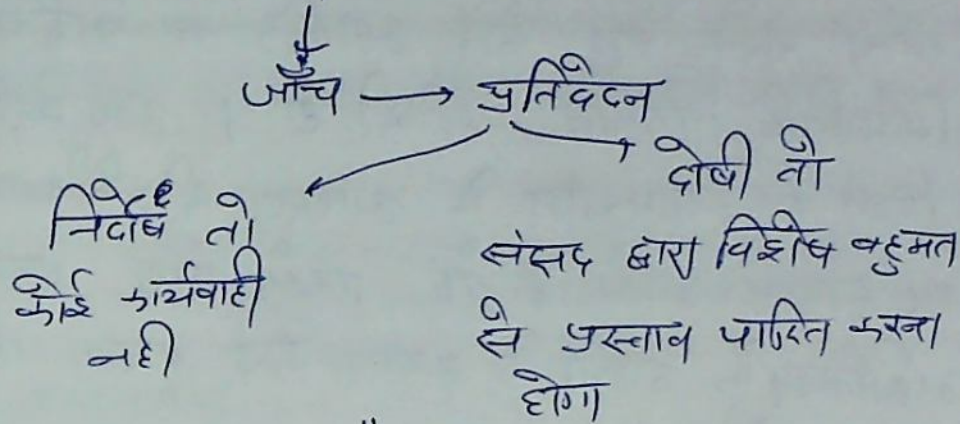 जाँच → प्रतिवेदन
निर्दोष तो
कोई कार्यवाही
नही
दोषी तो
संसद द्वारा विशेष बहुमत
से प्रस्ताव पारित करना
होगा